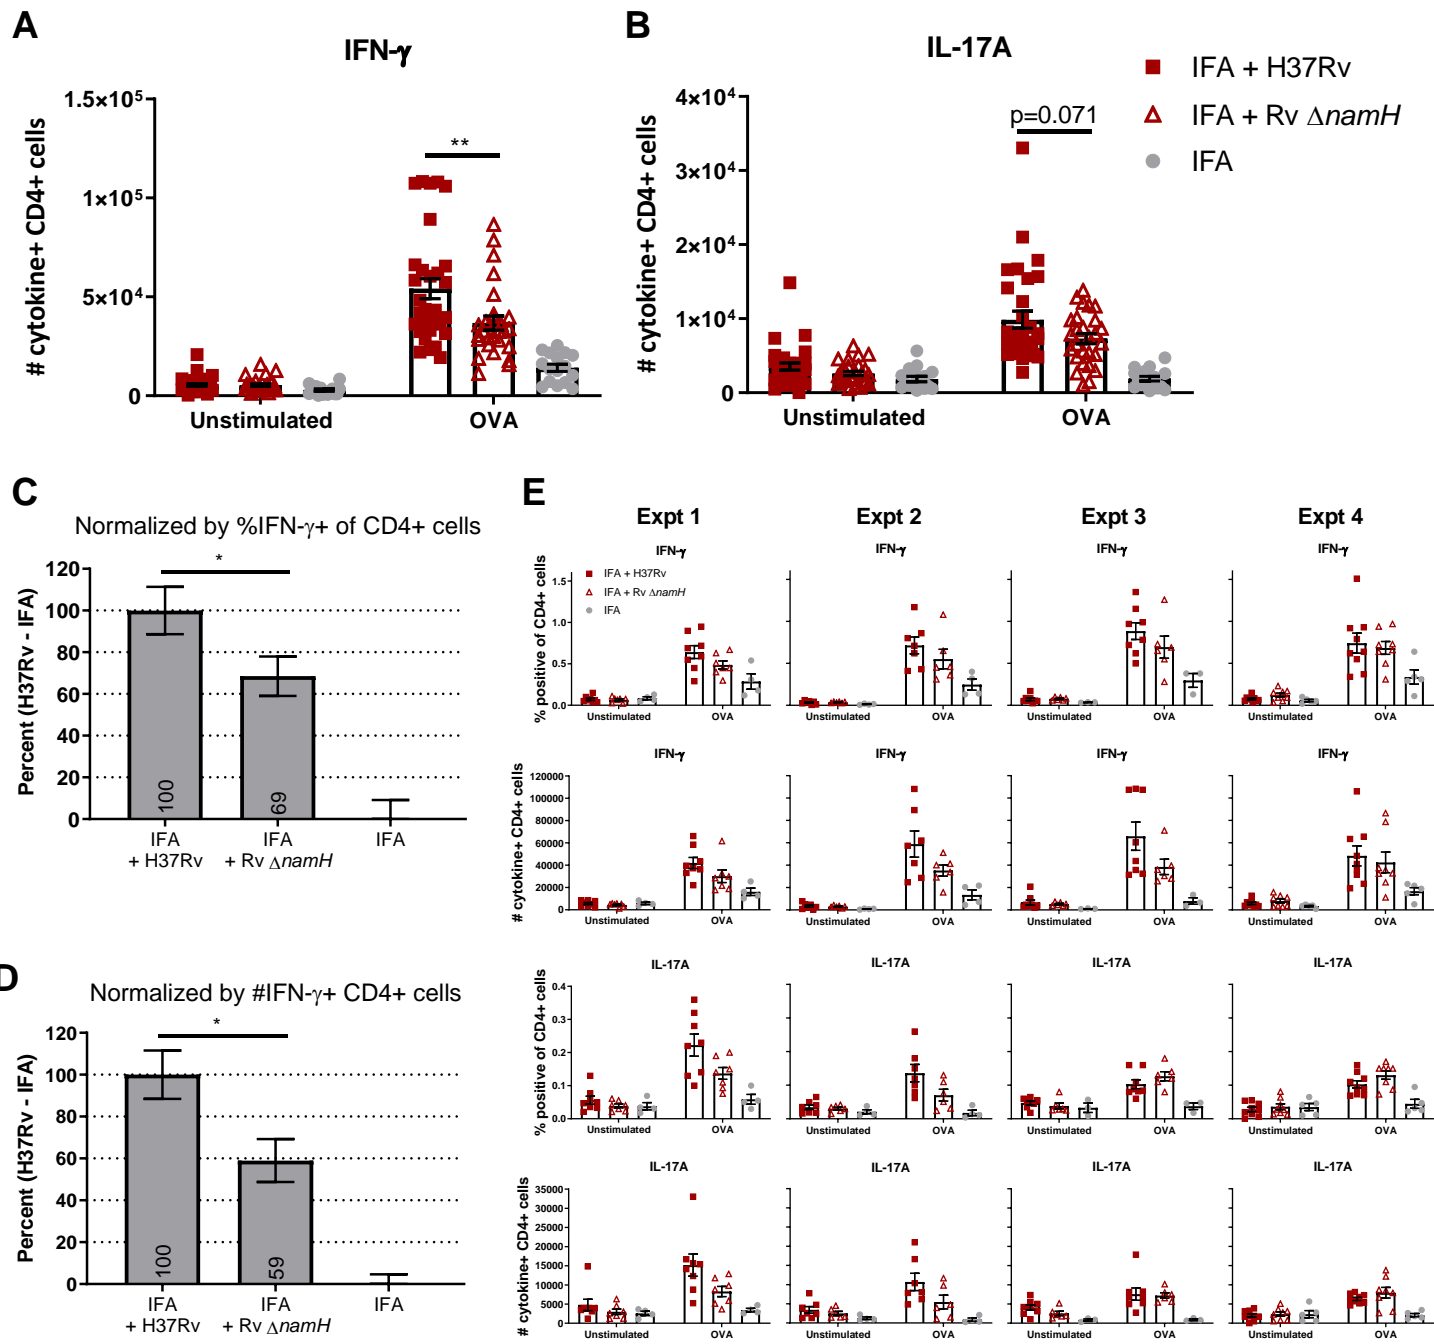 A
IFN-γ
# cytokine+ CD4+ cells
1.5×10⁵
1×10⁵
5×10⁴
0
**
Unstimulated
OVA
B
IL-17A
# cytokine+ CD4+ cells
4×10⁴
3×10⁴
2×10⁴
1×10⁴
0
p=0.071
Unstimulated
OVA
IFA + H37Rv
IFA + Rv ΔnamH
IFA
C
Normalized by %IFN-γ+ of CD4+ cells
Percent (H37Rv - IFA)
120
100
80
60
40
20
0
*
100
69
IFA
+ H37Rv
IFA
+ Rv ΔnamH
IFA
D
Normalized by #IFN-γ+ CD4+ cells
Percent (H37Rv - IFA)
120
100
80
60
40
20
0
*
100
59
IFA
+ H37Rv
IFA
+ Rv ΔnamH
IFA
E
Expt 1
Expt 2
Expt 3
Expt 4
IFN-γ
IFN-γ
IFN-γ
IFN-γ
% positive of CD4+ cells
1.5
1.0
0.5
0.0
IFA + H37Rv
IFA + Rv ΔnamH
IFA
Unstimulated
OVA
Unstimulated
OVA
Unstimulated
OVA
Unstimulated
OVA
IFN-γ
IFN-γ
IFN-γ
IFN-γ
# cytokine+ CD4+ cells
120000
100000
80000
60000
40000
20000
0
Unstimulated
OVA
Unstimulated
OVA
Unstimulated
OVA
Unstimulated
OVA
IL-17A
IL-17A
IL-17A
IL-17A
% positive of CD4+ cells
0.4
0.3
0.2
0.1
0.0
Unstimulated
OVA
Unstimulated
OVA
Unstimulated
OVA
Unstimulated
OVA
IL-17A
IL-17A
IL-17A
IL-17A
# cytokine+ CD4+ cells
35000
30000
25000
20000
15000
10000
5000
0
Unstimulated
OVA
Unstimulated
OVA
Unstimulated
OVA
Unstimulated
OVA